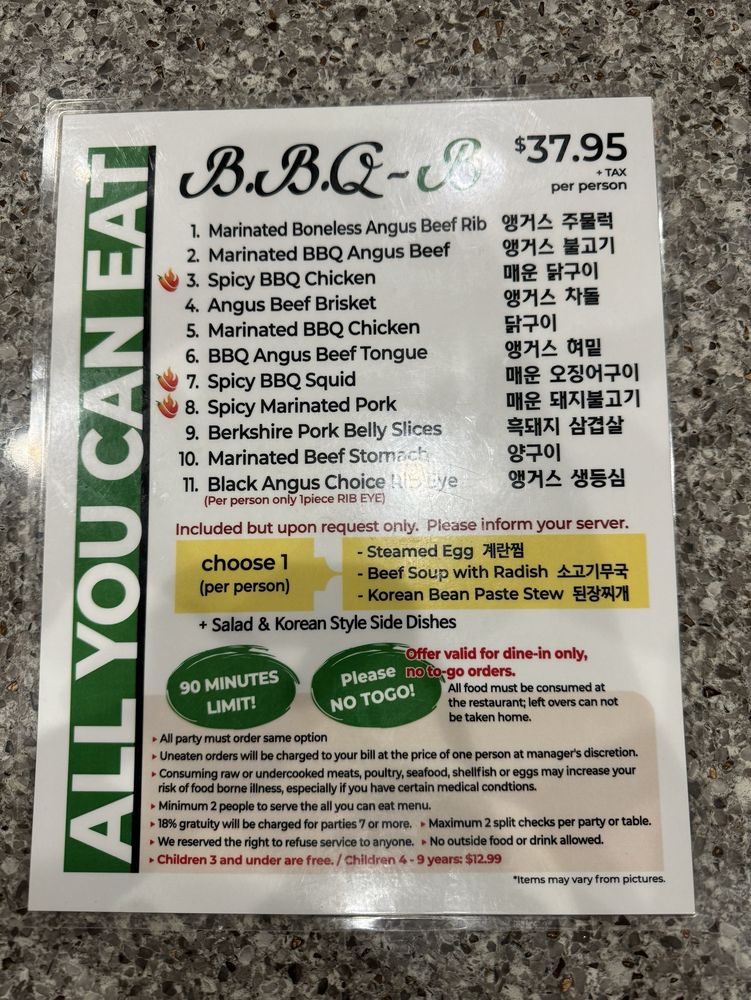 ALL YOU CAN EAT
B.B.Q~B
$37.95
+ TAX
per person
1. Marinated Boneless Angus Beef Rib 앵거스 주물럭
2. Marinated BBQ Angus Beef 앵거스 불고기
3. Spicy BBQ Chicken 매운 닭구이
4. Angus Beef Brisket 앵거스 차돌
5. Marinated BBQ Chicken 닭구이
6. BBQ Angus Beef Tongue 앵거스 혀밑
7. Spicy BBQ Squid 매운 오징어구이
8. Spicy Marinated Pork 매운 돼지불고기
9. Berkshire Pork Belly Slices 흑돼지 삼겹살
10. Marinated Beef Stomach 양구이
11. Black Angus Choice Rib Eye 앵거스 생등심
(Per person only 1piece RIB EYE)
Included but upon request only. Please inform your server.
choose 1
(per person)
- Steamed Egg 계란찜
- Beef Soup with Radish 소고기무국
- Korean Bean Paste Stew 된장찌개
+ Salad & Korean Style Side Dishes
90 MINUTES
LIMIT!
Please
NO TOGO!
Offer valid for dine-in only,
no to-go orders.
All food must be consumed at
the restaurant; left overs can not
be taken home.
▸ All party must order same option
▸ Uneaten orders will be charged to your bill at the price of one person at manager's discretion.
▸ Consuming raw or undercooked meats, poultry, seafood, shellfish or eggs may increase your
risk of food borne illness, especially if you have certain medical condtions.
▸ Minimum 2 people to serve the all you can eat menu.
▸ 18% gratuity will be charged for parties 7 or more. ▸ Maximum 2 split checks per party or table.
▸ We reserved the right to refuse service to anyone. ▸ No outside food or drink allowed.
▸ Children 3 and under are free. / Children 4 - 9 years: $12.99
*Items may vary from pictures.